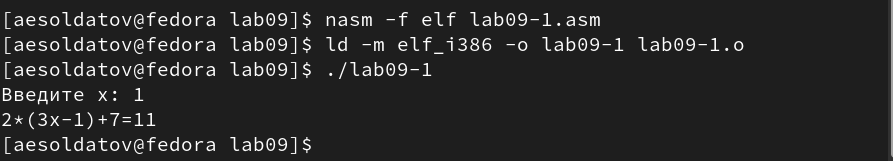 [aesoldatov@fedora lab09]$ nasm -f elf lab09-1.asm
[aesoldatov@fedora lab09]$ ld -m elf_i386 -o lab09-1 lab09-1.o
[aesoldatov@fedora lab09]$ ./lab09-1
Введите x: 1
2*(3x-1)+7=11
[aesoldatov@fedora lab09]$